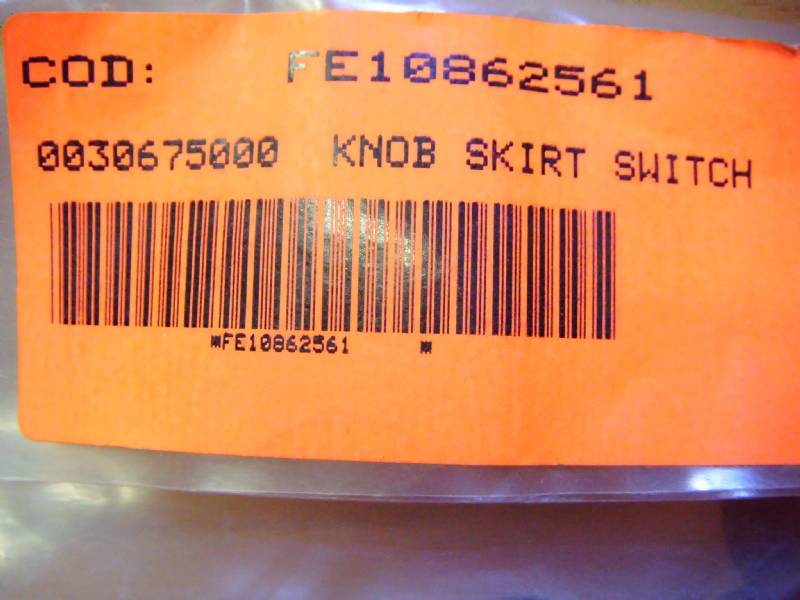 COD: FE10862561
0030675000 KNOB SKIRT SWITCH
*FE10862561 *